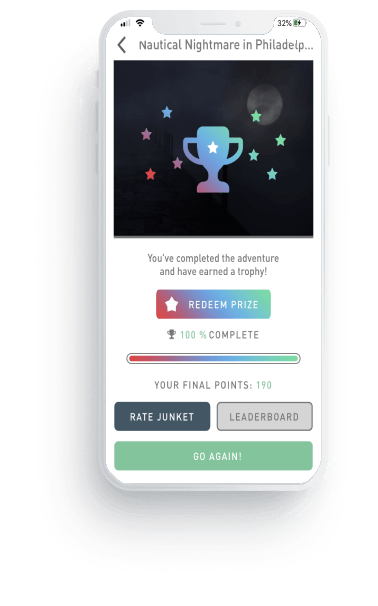 32%
Nautical Nightmare in Philadelp...
You've completed the adventure
and have earned a trophy!
REDEEM PRIZE
100 % COMPLETE
YOUR FINAL POINTS: 190
RATE JUNKET
LEADERBOARD
GO AGAIN!